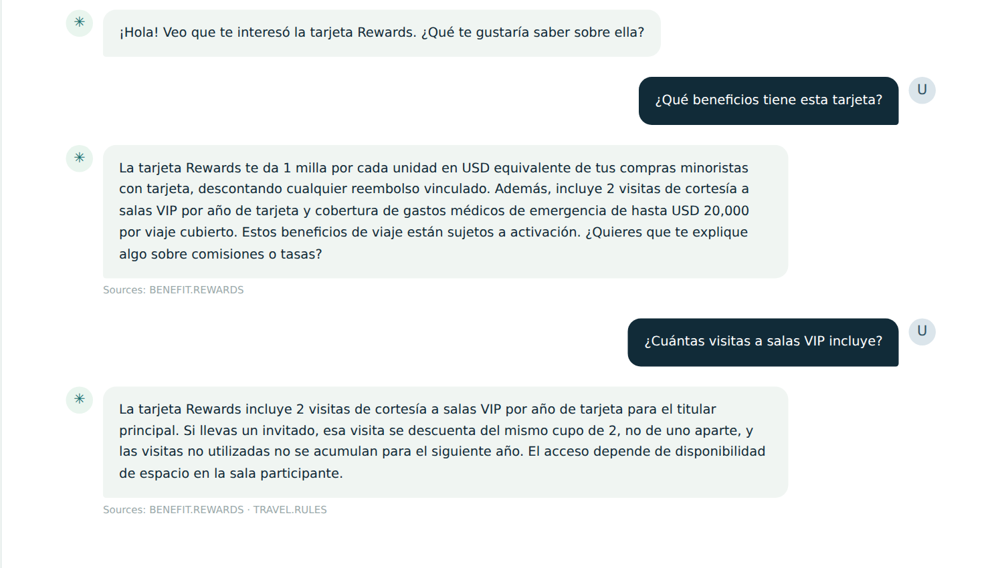 ¡Hola! Veo que te interesó la tarjeta Rewards. ¿Qué te gustaría saber sobre ella?
¿Qué beneficios tiene esta tarjeta?
U
La tarjeta Rewards te da 1 milla por cada unidad en USD equivalente de tus compras minoristas
con tarjeta, descontando cualquier reembolso vinculado. Además, incluye 2 visitas de cortesía a
salas VIP por año de tarjeta y cobertura de gastos médicos de emergencia de hasta USD 20,000
por viaje cubierto. Estos beneficios de viaje están sujetos a activación. ¿Quieres que te explique
algo sobre comisiones o tasas?
Sources: BENEFIT.REWARDS
¿Cuántas visitas a salas VIP incluye?
U
La tarjeta Rewards incluye 2 visitas de cortesía a salas VIP por año de tarjeta para el titular
principal. Si llevas un invitado, esa visita se descuenta del mismo cupo de 2, no de uno aparte, y
las visitas no utilizadas no se acumulan para el siguiente año. El acceso depende de disponibilidad
de espacio en la sala participante.
Sources: BENEFIT.REWARDS · TRAVEL.RULES